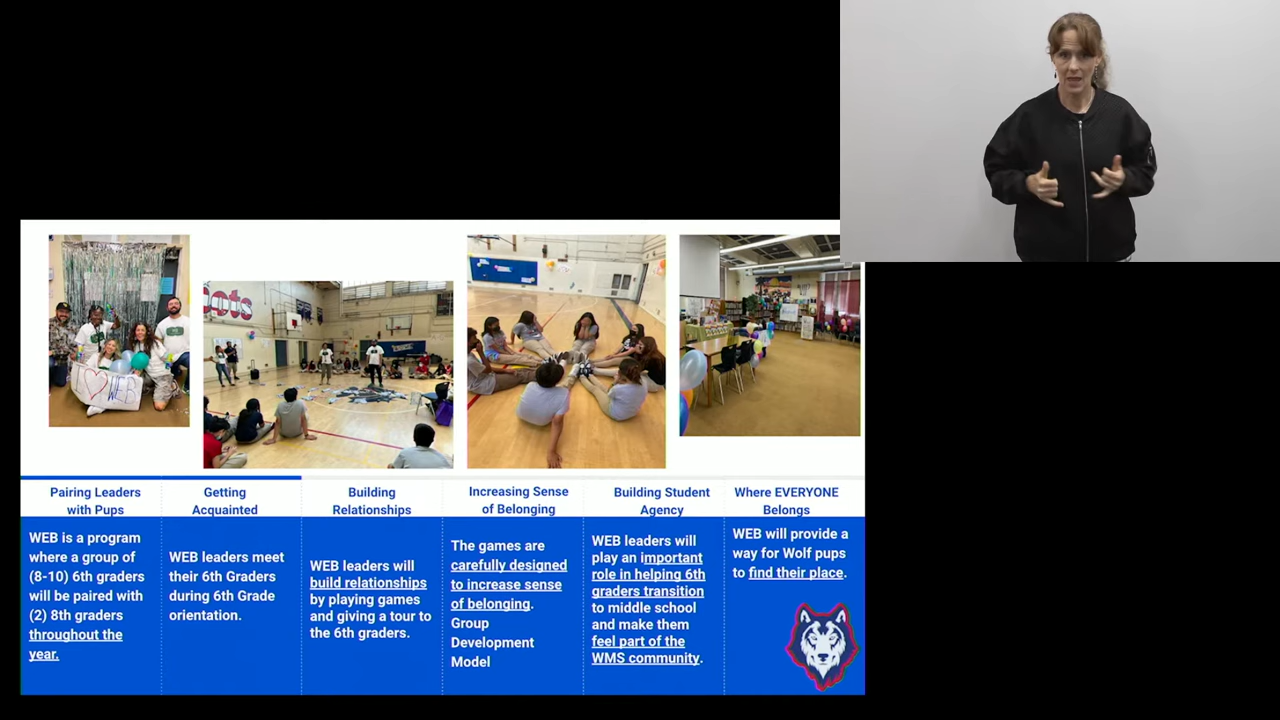 oots
WEB
Pairing Leaders
with Pups
WEB is a program
where a group of
(8-10) 6th graders
will be paired with
(2) 8th graders
throughout the
year.
Getting
Acquainted
WEB leaders meet
their 6th Graders
during 6th Grade
orientation.
Building
Relationships
WEB leaders will
build relationships
by playing games
and giving a tour to
the 6th graders.
Increasing Sense
of Belonging
The games are
carefully designed
to increase sense
of belonging.
Group
Development
Model
Building Student
Agency
WEB leaders will
play an important
role in helping 6th
graders transition
to middle school
and make them
feel part of the
WMS community.
Where EVERYONE
Belongs
WEB will provide a
way for Wolf pups
to find their place.